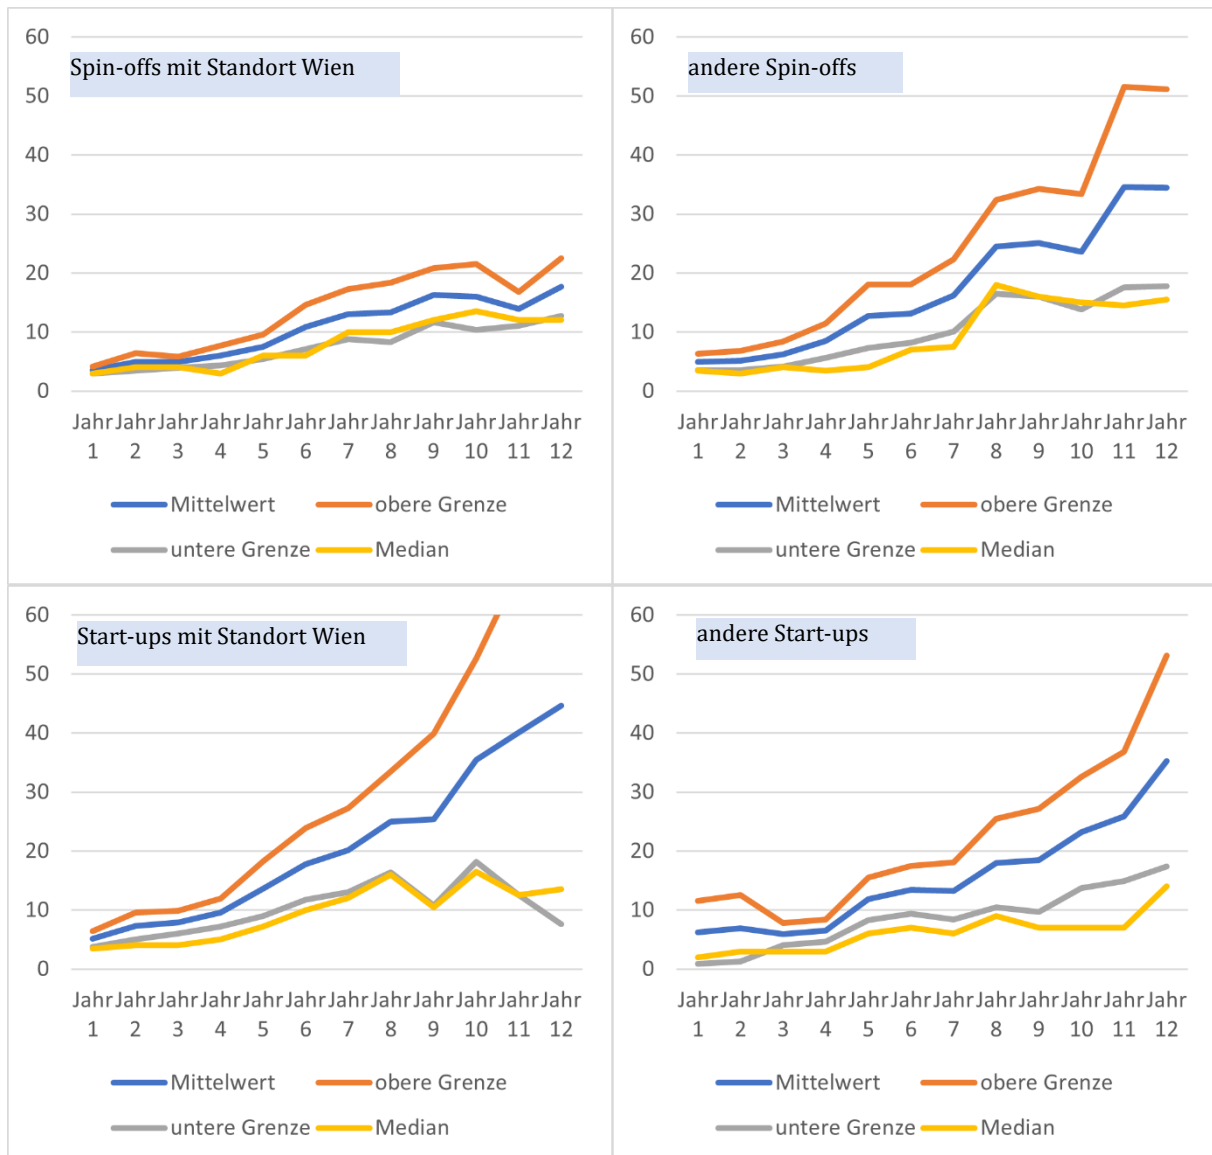 60
Spin-offs mit Standort Wien
50
40
30
20
10
0
Jahr Jahr Jahr Jahr Jahr Jahr Jahr Jahr Jahr Jahr Jahr Jahr
1 2 3 4 5 6 7 8 9 10 11 12
Mittelwert obere Grenze
untere Grenze Median
60
andere Spin-offs
50
40
30
20
10
0
Jahr Jahr Jahr Jahr Jahr Jahr Jahr Jahr Jahr Jahr Jahr Jahr
1 2 3 4 5 6 7 8 9 10 11 12
Mittelwert obere Grenze
untere Grenze Median
60
Start-ups mit Standort Wien
50
40
30
20
10
0
Jahr Jahr Jahr Jahr Jahr Jahr Jahr Jahr Jahr Jahr Jahr Jahr
1 2 3 4 5 6 7 8 9 10 11 12
Mittelwert obere Grenze
untere Grenze Median
60
andere Start-ups
50
40
30
20
10
0
Jahr Jahr Jahr Jahr Jahr Jahr Jahr Jahr Jahr Jahr Jahr Jahr
1 2 3 4 5 6 7 8 9 10 11 12
Mittelwert obere Grenze
untere Grenze Median